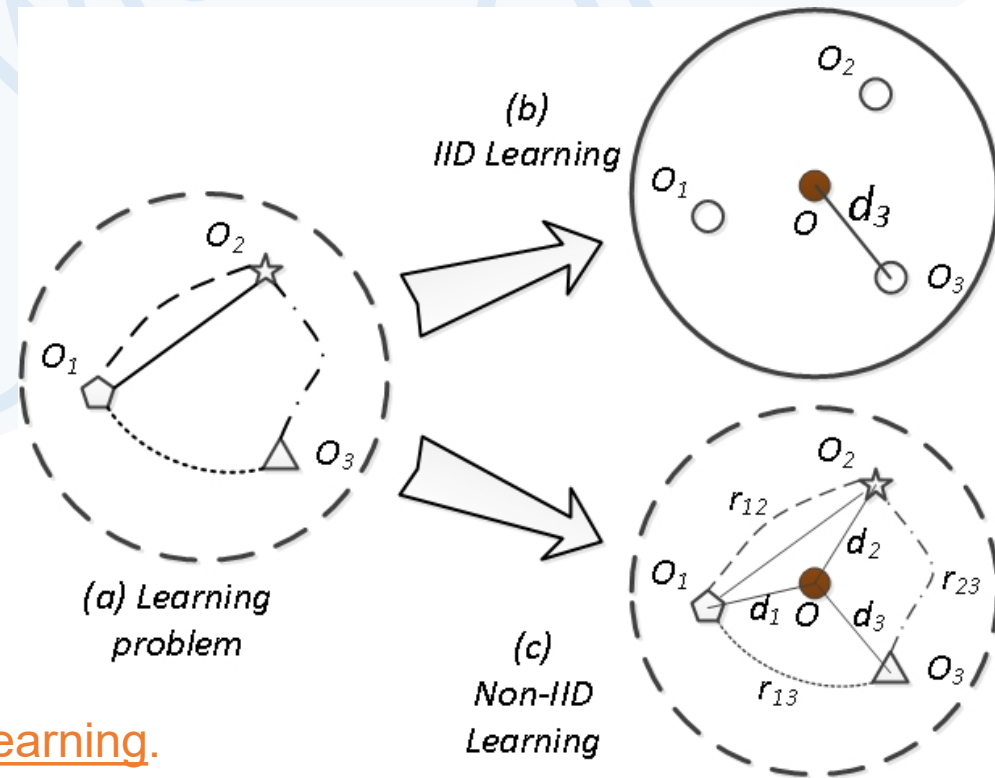 O2
O1
O3
(a) Learning
problem
(b)
IID Learning
O2
O1
O
d3
O3
(c)
Non-IID
Learning
O2
r12
d2
O1
r23
d1
O
d3
O3
r13
earning.